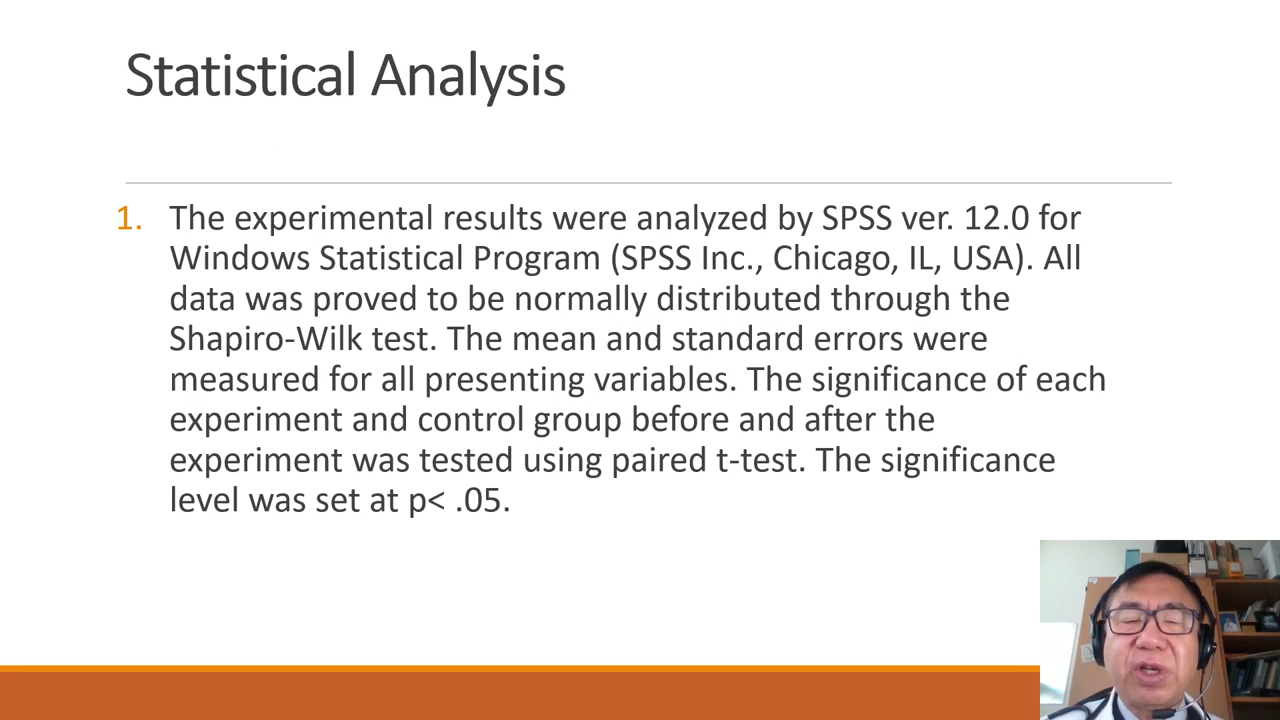 Statistical Analysis
1. The experimental results were analyzed by SPSS ver. 12.0 for
Windows Statistical Program (SPSS Inc., Chicago, IL, USA). All
data was proved to be normally distributed through the
Shapiro-Wilk test. The mean and standard errors were
measured for all presenting variables. The significance of each
experiment and control group before and after the
experiment was tested using paired t-test. The significance
level was set at p< .05.